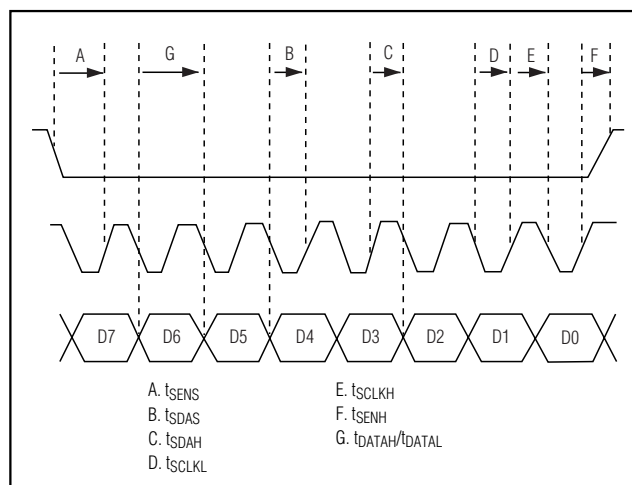 A G B C D E F
D7 D6 D5 D4 D3 D2 D1 D0
A. tSENS
B. tSDAS
C. tSDAH
D. tSCLKL
E. tSCLKH
F. tSENH
G. tDATAH/tDATAL